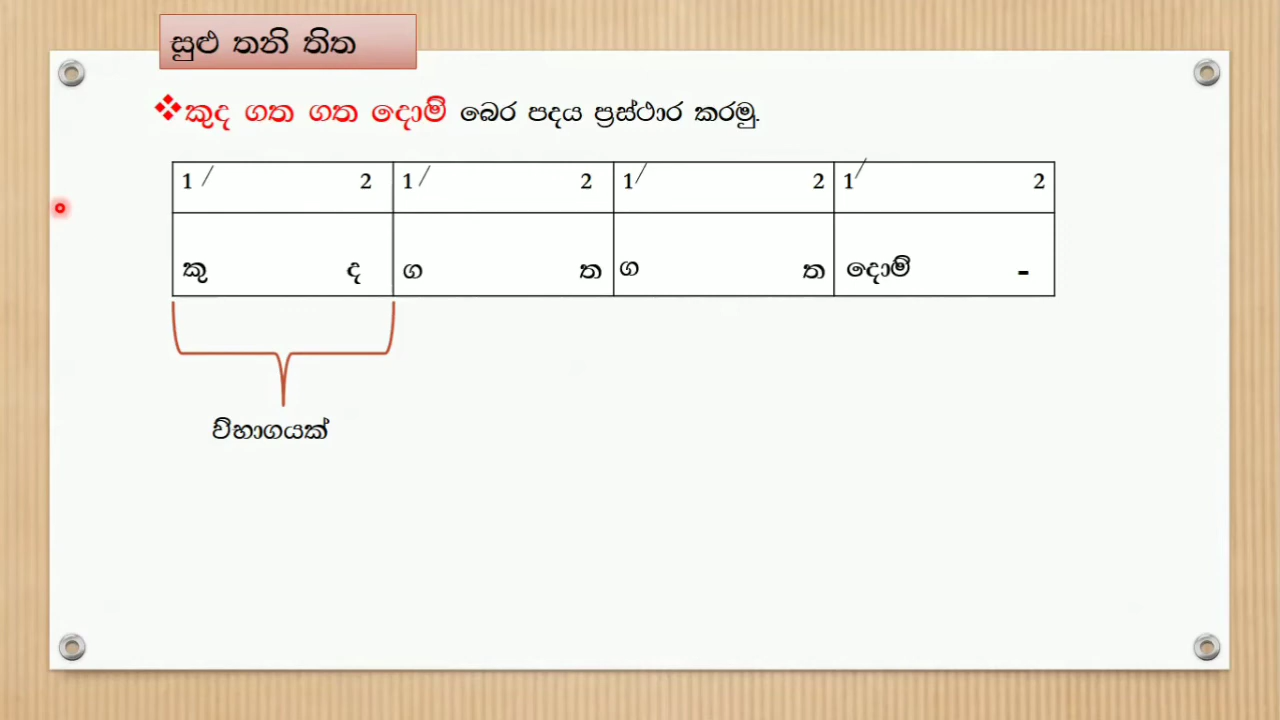 සුළු තනි තිත
❖කුද ගත ගත දොම් බෙර පදය ප්‍රස්ථාර කරමු.
1 / 2 1 / 2 1 / 2 1 / 2
කු ද ග ත ග ත දොම් -
විභාගයක්